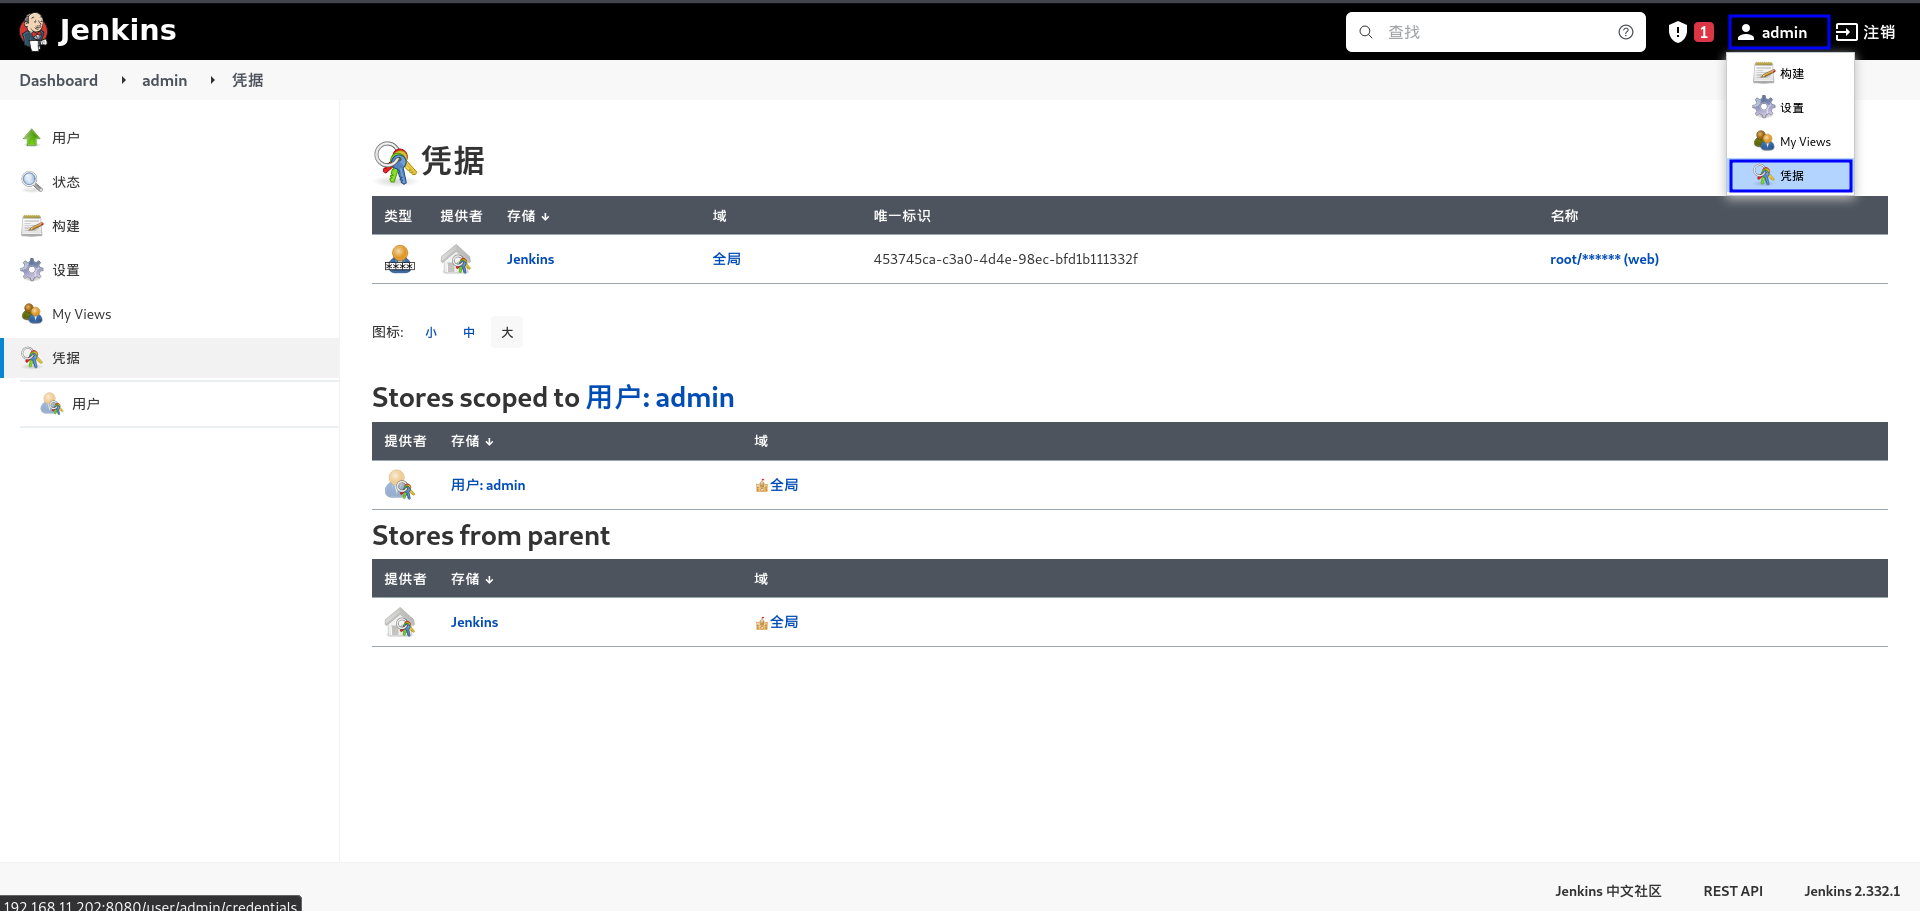 Jenkins
查找
1
admin
注销
Dashboard
admin
凭据
构建
设置
My Views
凭据
用户
状态
构建
设置
My Views
凭据
用户
凭据
类型 提供者 存储 ↓ 域 唯一标识 名称
Jenkins 全局 453745ca-c3a0-4d4e-98ec-bfd1b111332f root/****** (web)
图标: 小 中 大
Stores scoped to 用户: admin
提供者 存储 ↓ 域
用户: admin 全局
Stores from parent
提供者 存储 ↓ 域
Jenkins 全局
Jenkins 中文社区 REST API Jenkins 2.332.1
192.168.11.202:8080/user/admin/credentials